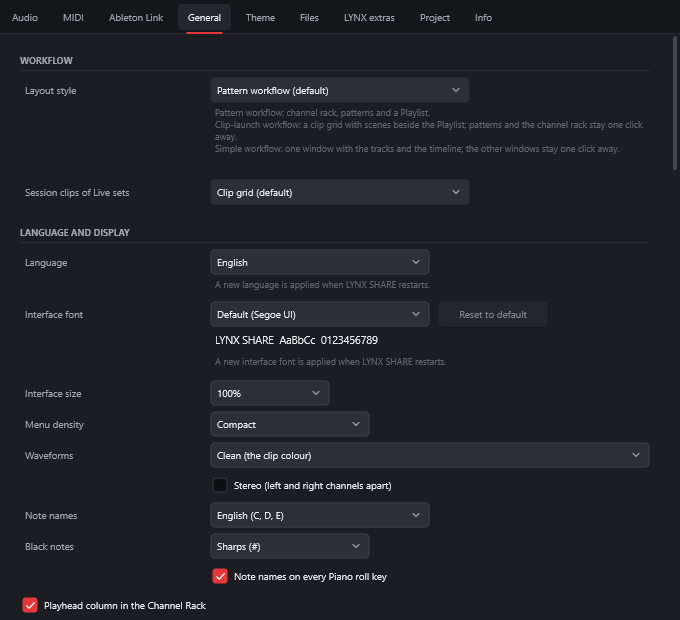 Audio MIDI Ableton Link General Theme Files LYNX extras Project Info
WORKFLOW
Layout style Pattern workflow (default)
Pattern workflow: channel rack, patterns and a Playlist.
Clip-launch workflow: a clip grid with scenes beside the Playlist; patterns and the channel rack stay one click
away.
Simple workflow: one window with the tracks and the timeline; the other windows stay one click away.
Session clips of Live sets Clip grid (default)
LANGUAGE AND DISPLAY
Language English
A new language is applied when LYNX SHARE restarts.
Interface font Default (Segoe UI) Reset to default
LYNX SHARE AaBbCc 0123456789
A new interface font is applied when LYNX SHARE restarts.
Interface size 100%
Menu density Compact
Waveforms Clean (the clip colour)
Stereo (left and right channels apart)
Note names English (C, D, E)
Black notes Sharps (#)
Note names on every Piano roll key
Playhead column in the Channel Rack